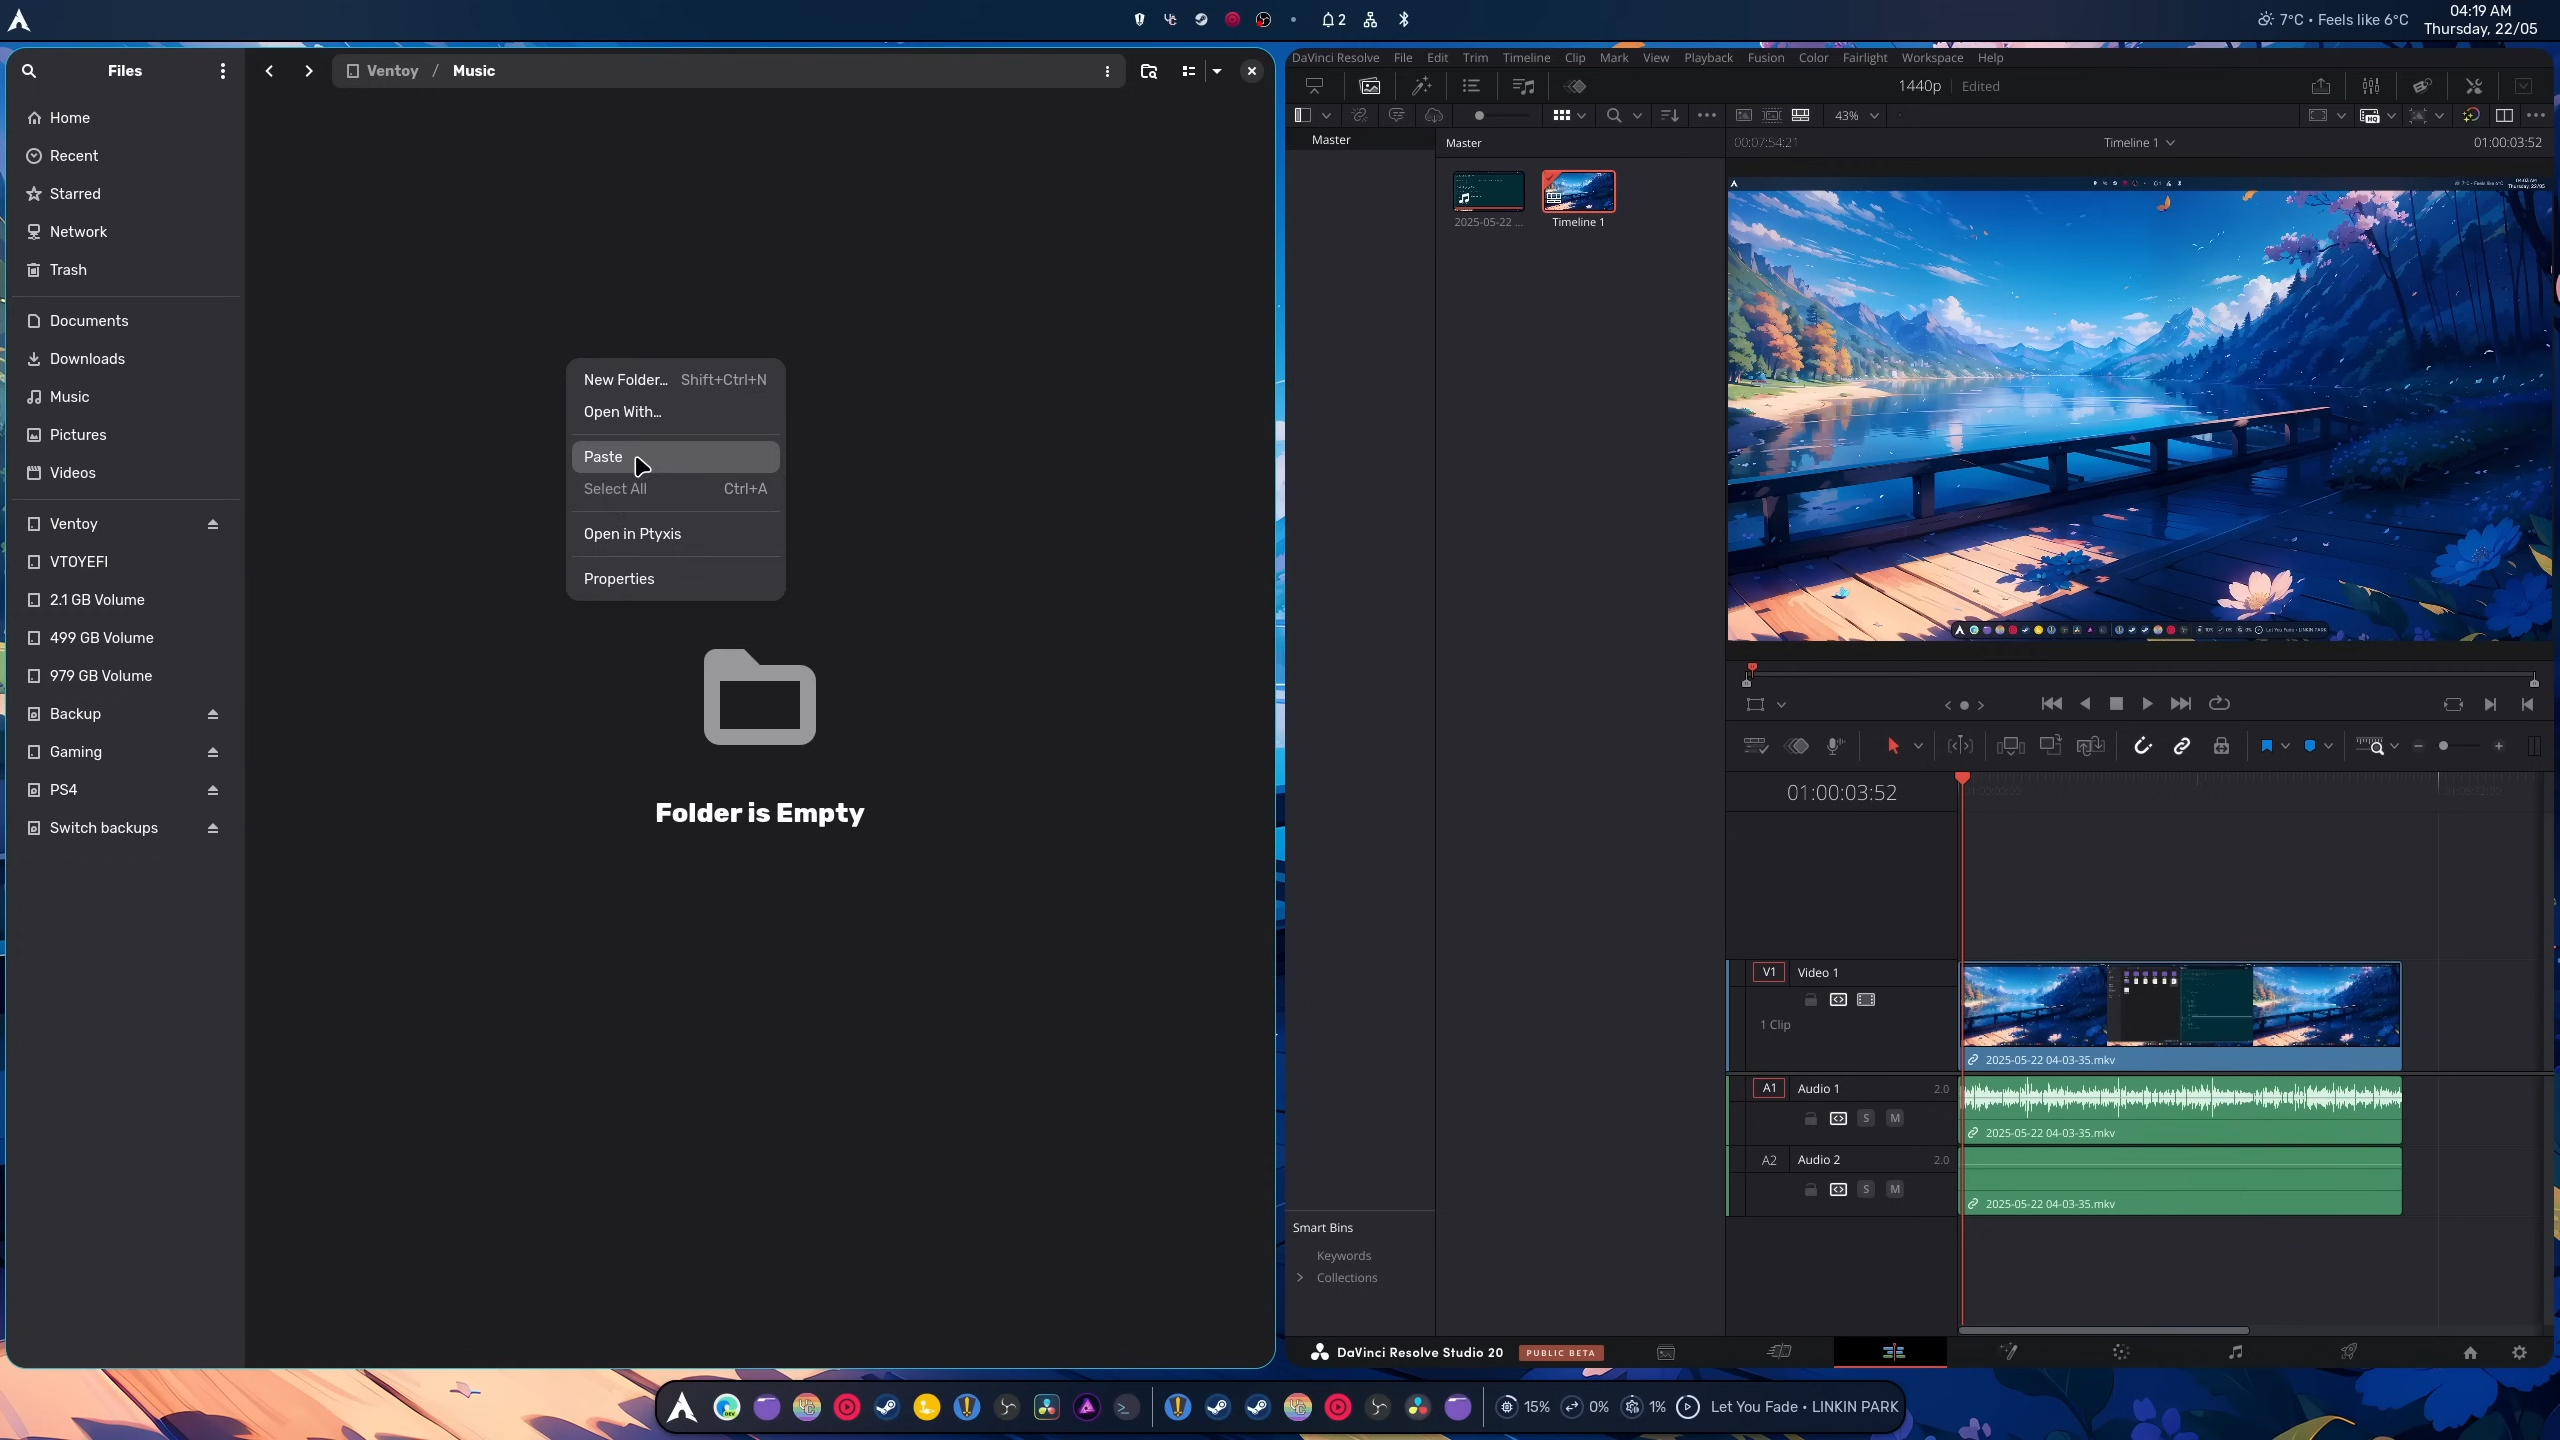 2
7°C • Feels like 6°C
04:19 AM
Thursday, 22/05
Files
Ventoy / Music
Home
Recent
Starred
Network
Trash
Documents
Downloads
Music
Pictures
Videos
Ventoy
VTOYEFI
2.1 GB Volume
499 GB Volume
979 GB Volume
Backup
Gaming
PS4
Switch backups
New Folder... Shift+Ctrl+N
Open With...
Paste
Select All Ctrl+A
Open in Ptyxis
Properties
Folder is Empty
DaVinci Resolve File Edit Trim Timeline Clip Mark View Playback Fusion Color Fairlight Workspace Help
1440p Edited
43%
Master
Master
00:07:54:21
Timeline 1
01:00:03:52
2025-05-22 ...
Timeline 1
01:00:03:52
V1 Video 1
1 Clip
2025-05-22 04-03-35.mkv
A1 Audio 1 2.0
S M
2025-05-22 04-03-35.mkv
A2 Audio 2 2.0
S M
2025-05-22 04-03-35.mkv
Smart Bins
Keywords
Collections
DaVinci Resolve Studio 20 PUBLIC BETA
15% 0% 1% Let You Fade • LINKIN PARK